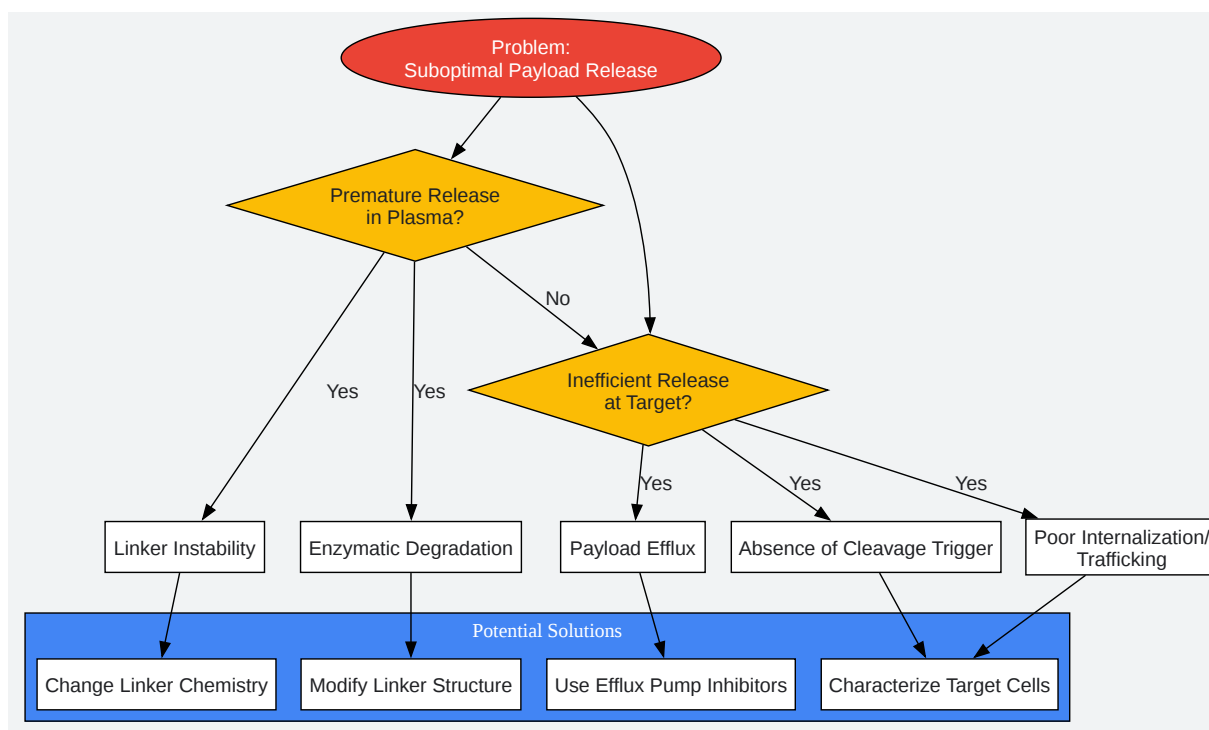 Problem:
Suboptimal Payload Release
Premature Release
in Plasma?
No
Inefficient Release
at Target?
Yes
Yes
Yes
Yes
Yes
Linker Instability
Enzymatic Degradation
Payload Efflux
Absence of Cleavage Trigger
Poor Internalization/
Trafficking
Potential Solutions
Change Linker Chemistry
Modify Linker Structure
Use Efflux Pump Inhibitors
Characterize Target Cells